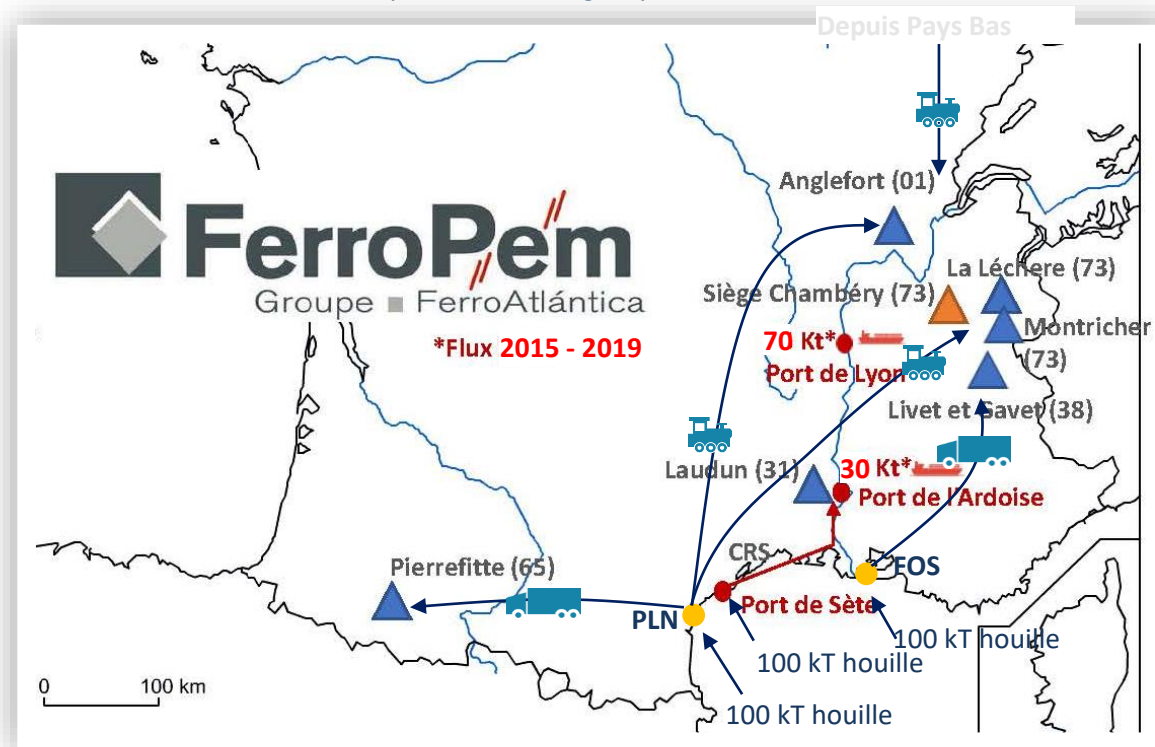 Depuis Pays Bas
Anglefort (01)
FerroPém
Groupe FerroAtlántica
*Flux 2015 - 2019
La Léchere (73)
Siège Chambéry (73)
Montricher
(73)
70 Kt*
Port de Lyon
Livet et Gavet (38)
Laudun (31)
30 Kt*
Port de l'Ardoise
CRS
FOS
Pierrefitte (65)
PLN
Port de Sète
100 kT houille
100 kT houille
100 kT houille
0 100 km